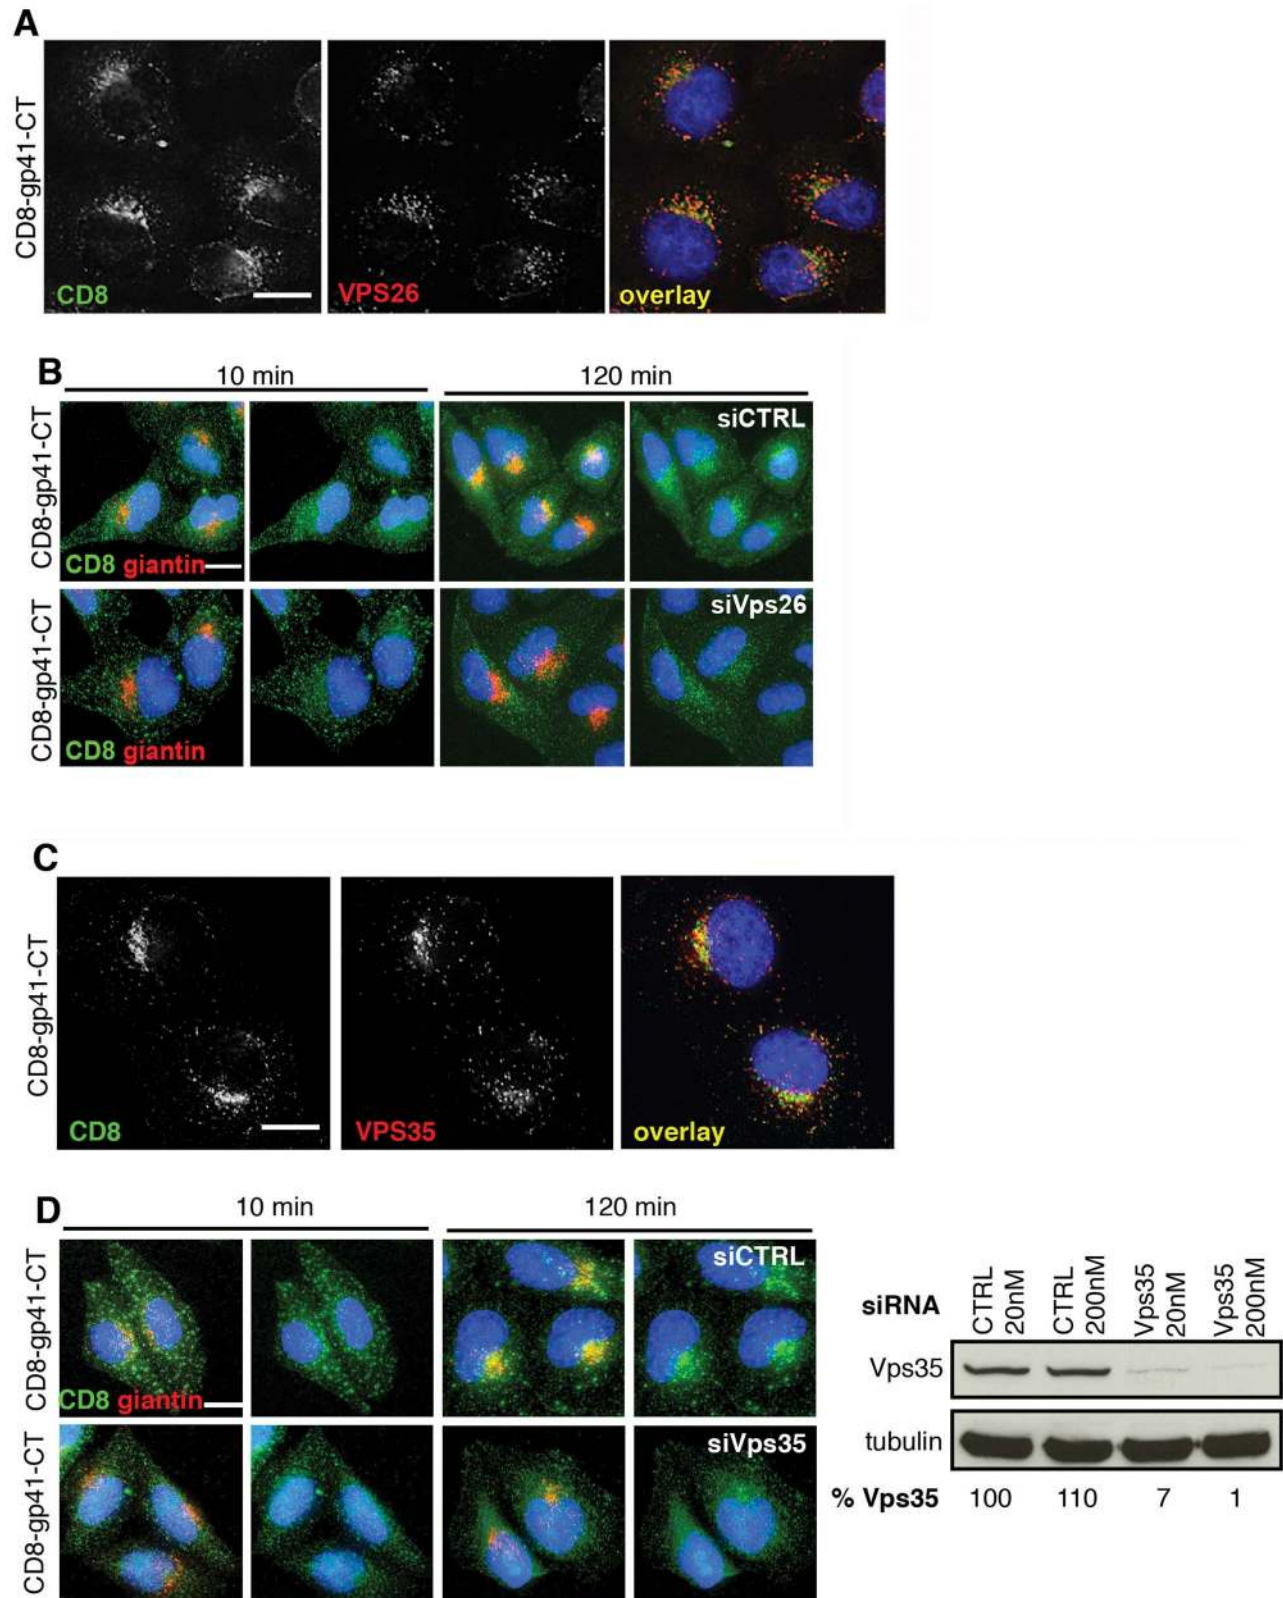 A
CD8-gp41-CT
CD8
VPS26
overlay
B
10 min
120 min
CD8-gp41-CT
CD8 giantin
siCTRL
CD8-gp41-CT
CD8 giantin
siVps26
C
CD8-gp41-CT
CD8
VPS35
overlay
D
10 min
120 min
CD8-gp41-CT
CD8 giantin
siCTRL
CD8-gp41-CT
siVps35
siRNA
CTRL
20nM
CTRL
200nM
Vps35
20nM
Vps35
200nM
Vps35
tubulin
% Vps35 100 110 7 1